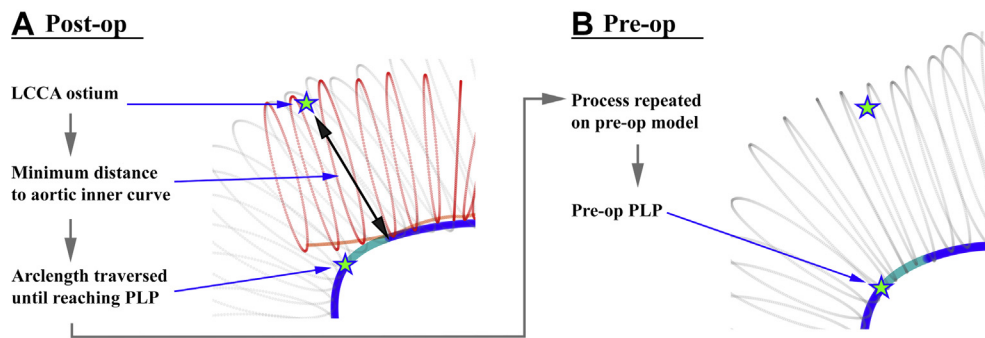 A Post-op
LCCA ostium
Minimum distance
to aortic inner curve
Arclength traversed
until reaching PLP
B Pre-op
Process repeated
on pre-op model
Pre-op PLP